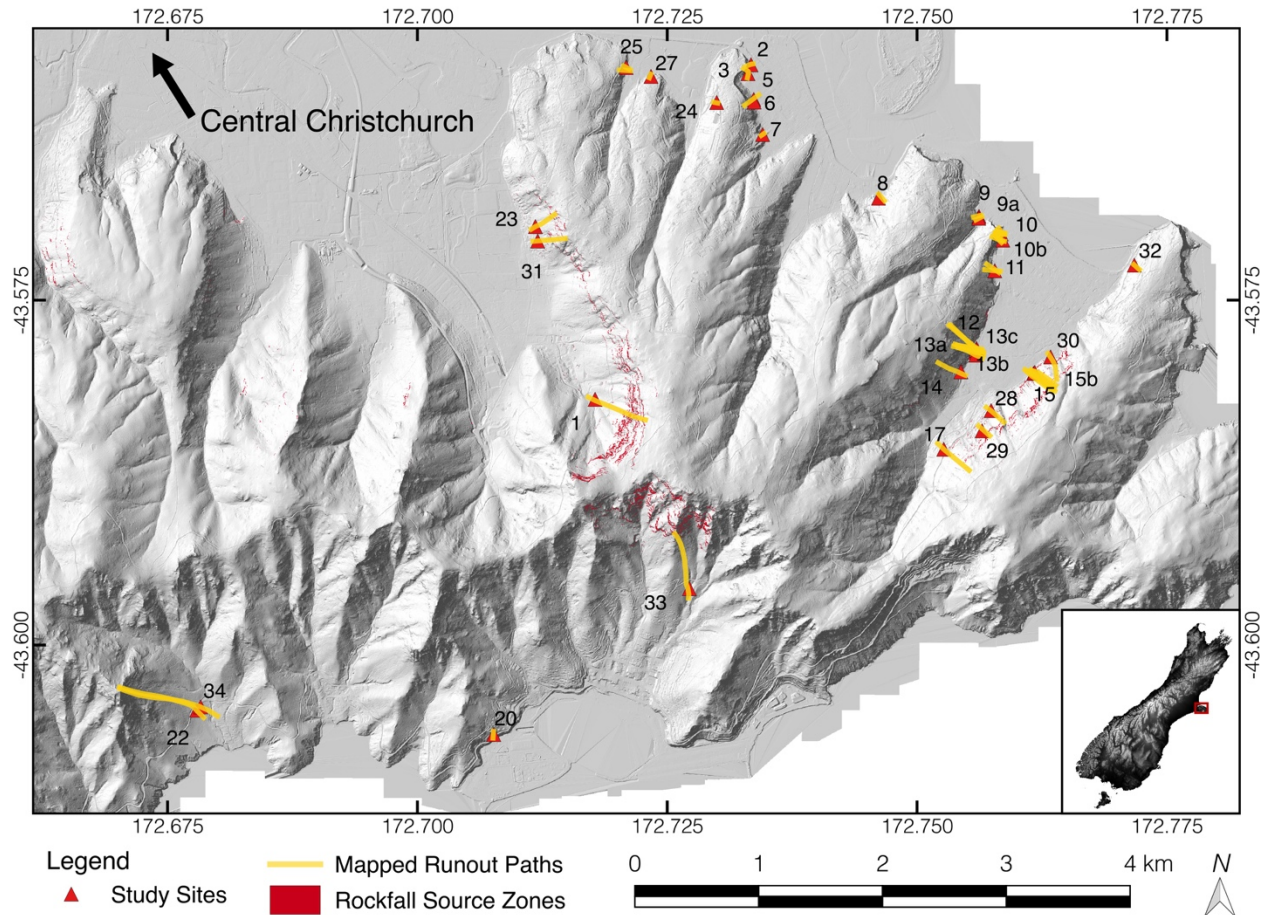 172.675 172.700 172.725 172.750 172.775
25
27
2
3
5
24
6
7
Central Christchurch
8
9
9a
10
10b
11
23
31
32
-43.575
-43.575
12
13c
13a
13b
14
30
15b
15
28
29
17
1
33
-43.600
-43.600
34
22
20
172.675 172.700 172.725 172.750 172.775
Legend
Study Sites
Mapped Runout Paths
Rockfall Source Zones
0 1 2 3 4 km
N